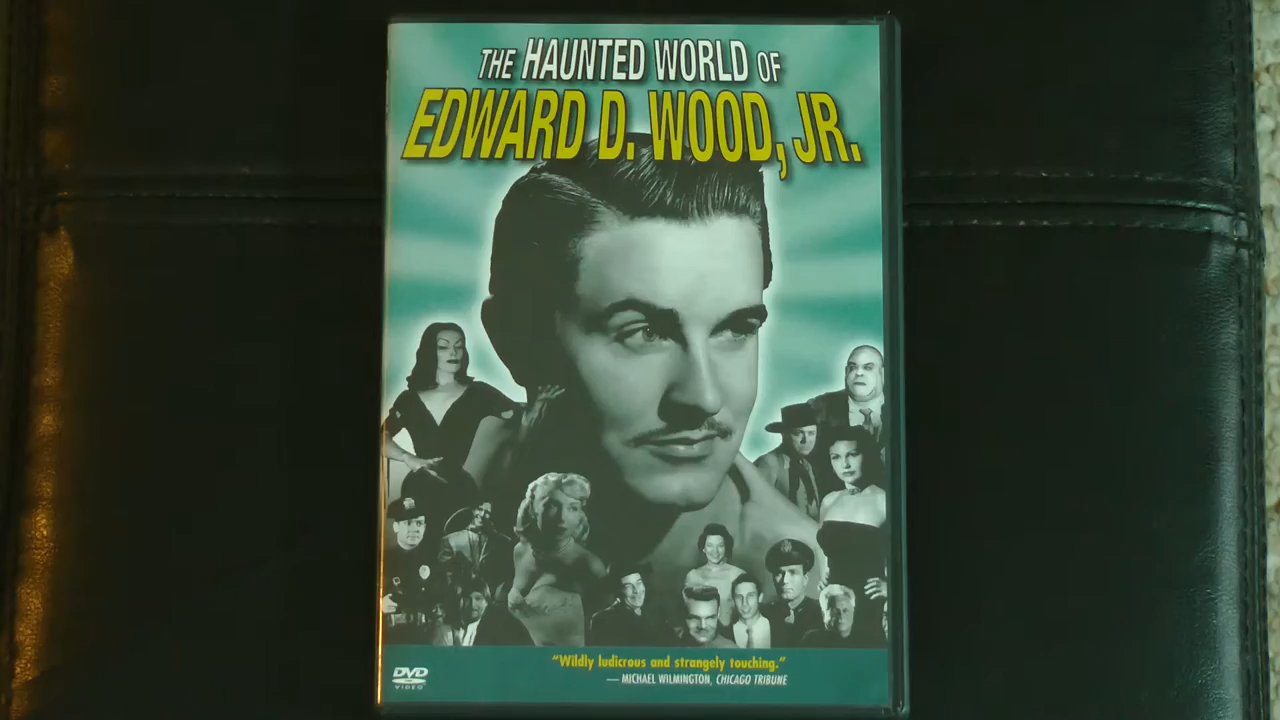 THE HAUNTED WORLD OF
EDWARD D. WOOD, JR.
"Wildly ludicrous and strangely touching."
— MICHAEL WILMINGTON, CHICAGO TRIBUNE
DVD
VIDEO